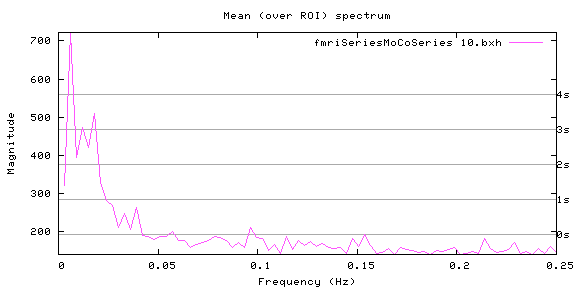 Mean (over ROI) spectrum
fmriSeriesMoCoSeries 10.bxh
700
600
500
400
300
200
4s
3s
2s
1s
0s
Magnitude
0
0.05
0.1
0.15
0.2
0.25
Frequency (Hz)